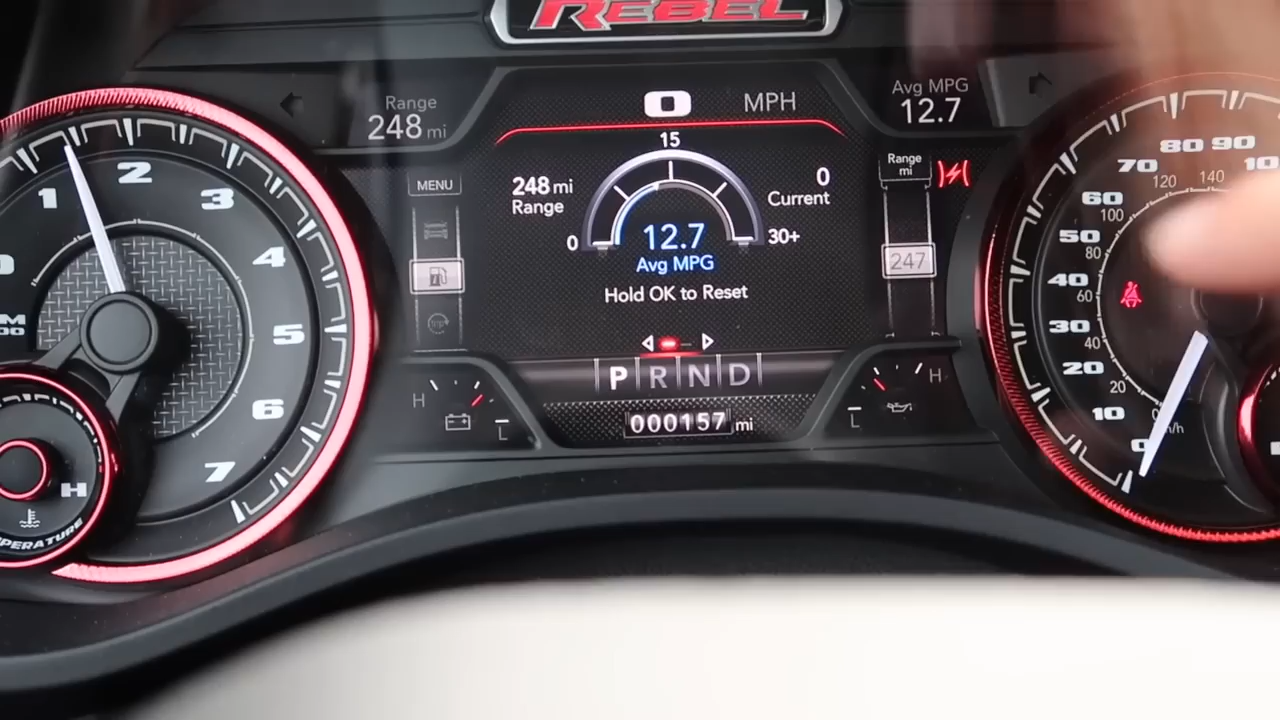 REBEL
Range
248 mi
0 MPH
Avg MPG
12.7
15
248 mi
Range
0
Current
0
30+
12.7
Avg MPG
Hold OK to Reset
MENU
trip
Range
mi
247
P R N D
000157 mi
H
L
L
H
1
2
3
4
5
6
7
H
0
10
20
30
40
50
60
70
80
90
20
40
60
80
100
120
140